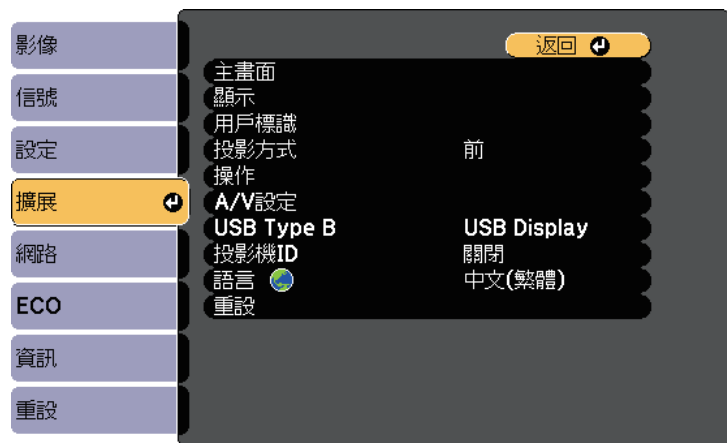 影像
信號
設定
擴展
網路
ECO
資訊
重設
返回
主畫面
顯示
用戶標識
投影方式 前
操作
A/V設定
USB Type B USB Display
投影機ID 關閉
語言 中文(繁體)
重設